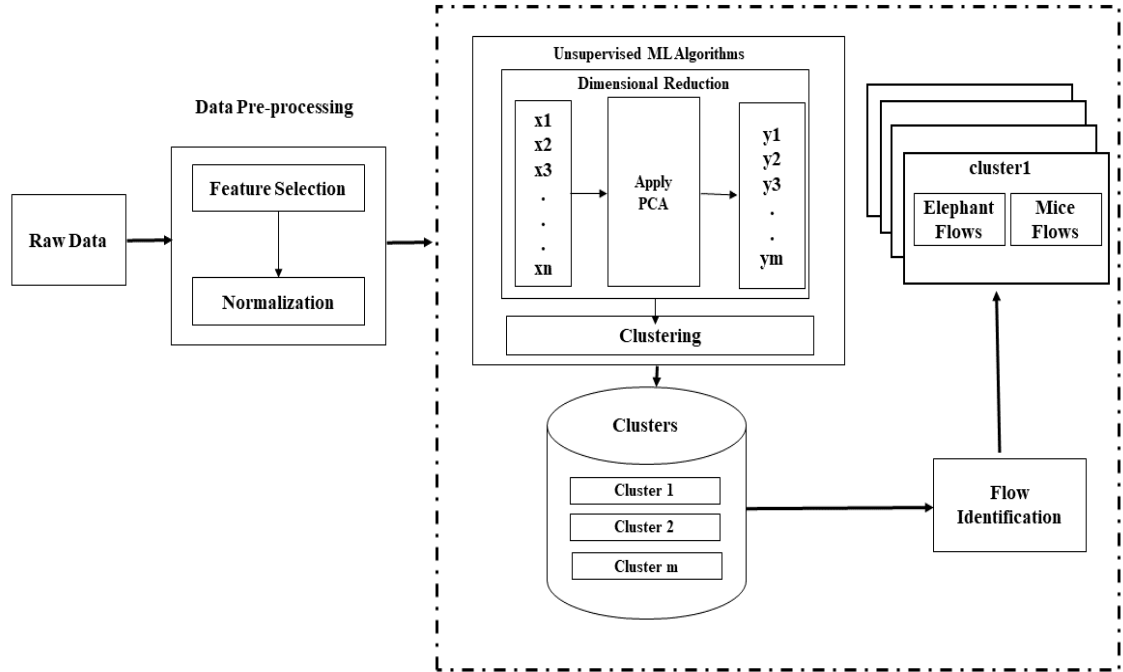 Raw Data
Data Pre-processing
Feature Selection
Normalization
Unsupervised ML Algorithms
Dimensional Reduction
x1
x2
x3
.
.
.
xn
Apply
PCA
y1
y2
y3
.
.
ym
Clustering
Clusters
Cluster 1
Cluster 2
Cluster m
Flow
Identification
cluster1
Elephant
Flows
Mice
Flows